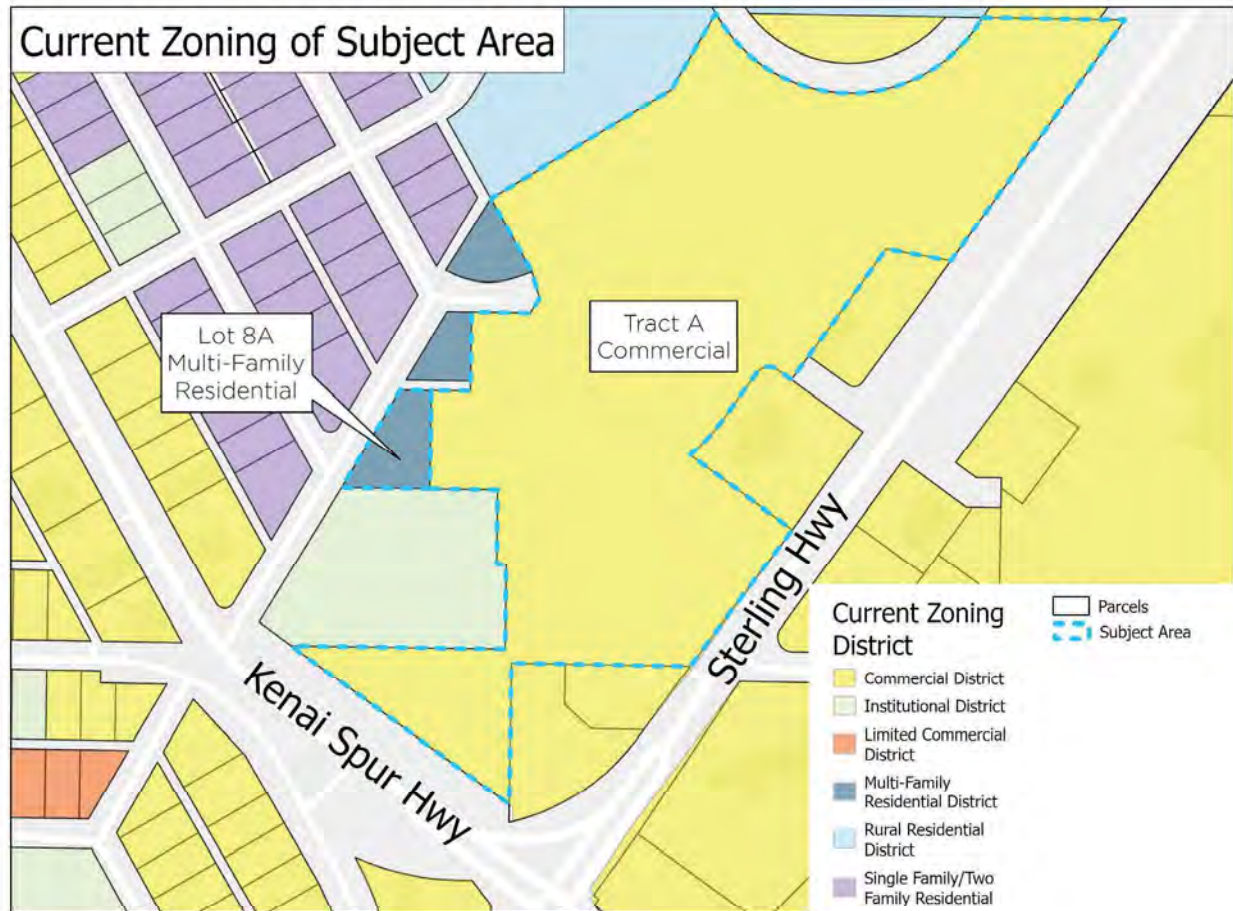 Current Zoning of Subject Area
Lot 8A
Multi-Family
Residential
Tract A
Commercial
Sterling Hwy
Kenai Spur Hwy
Current Zoning
District
Commercial District
Institutional District
Limited Commercial
District
Multi-Family
Residential District
Rural Residential
District
Single Family/Two
Family Residential
Parcels
Subject Area